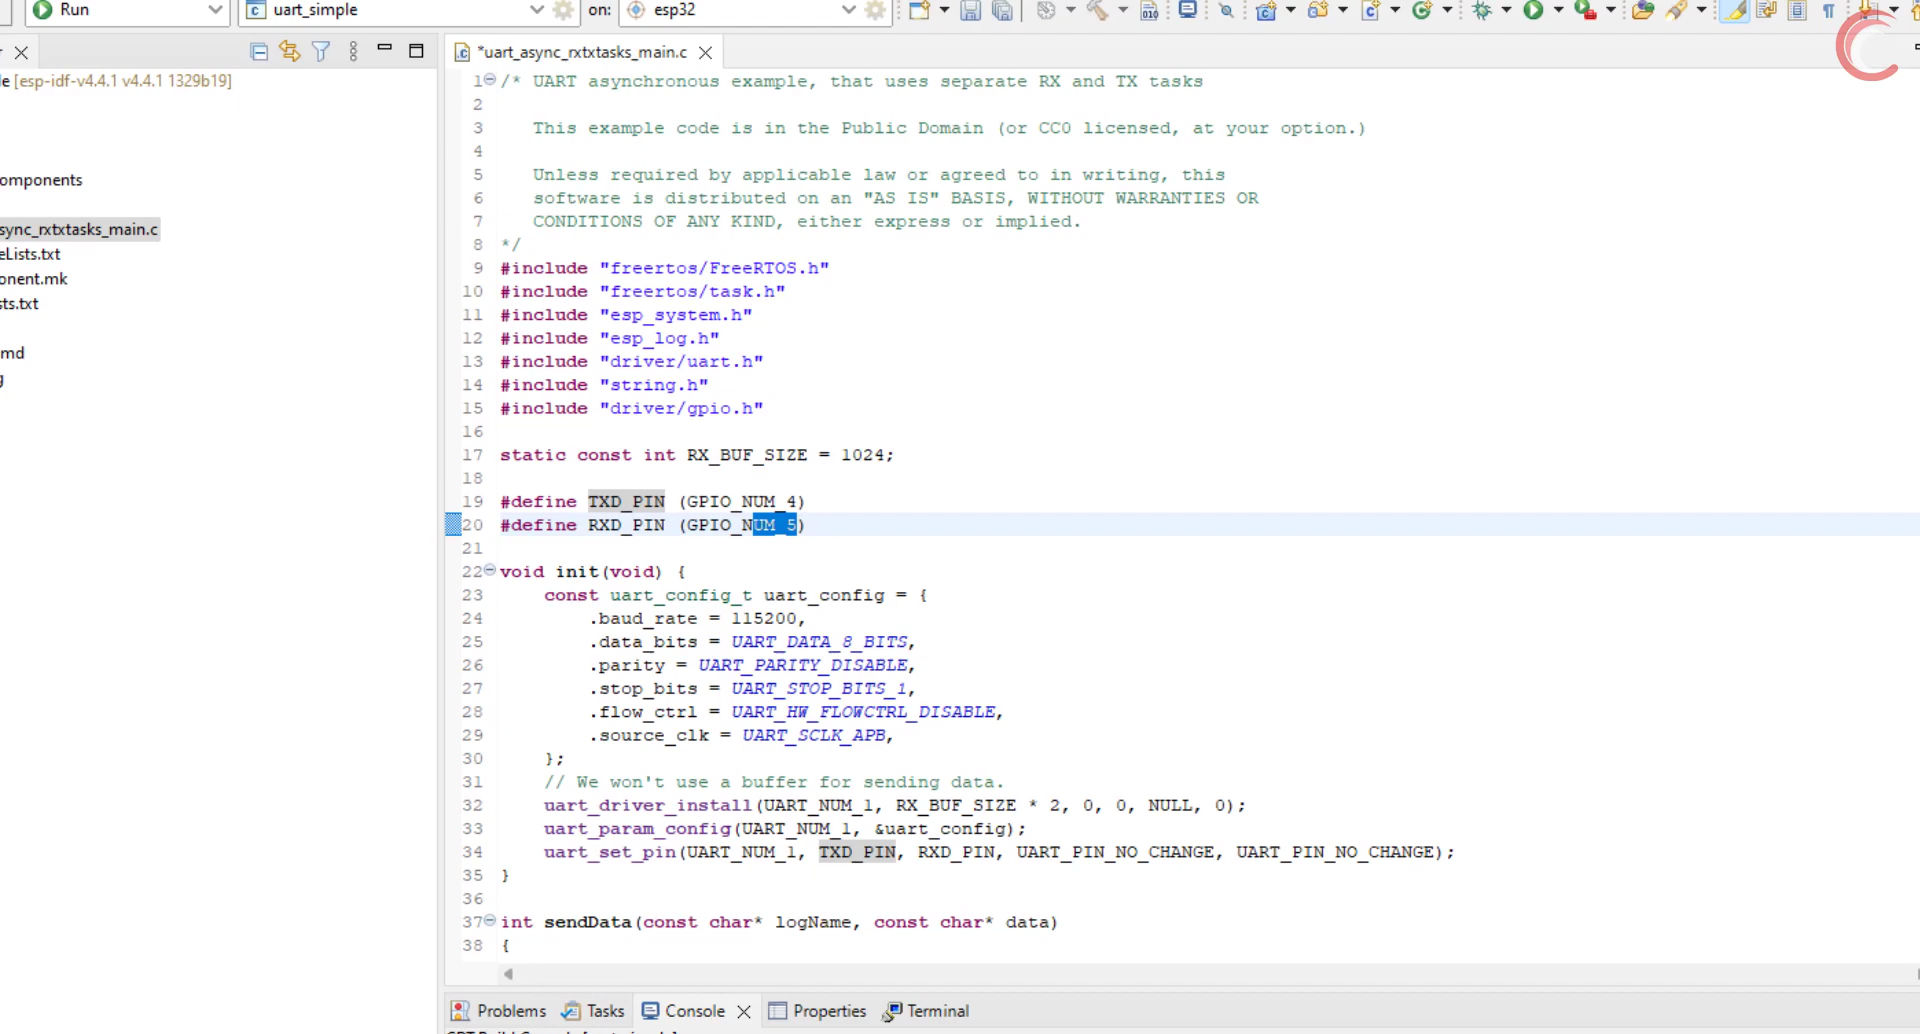 Run
uart_simple
on:
esp32
*uart_async_rxtxtasks_main.c
le [esp-idf-v4.4.1 v4.4.1 1329b19]
omponents
sync_rxtxtasks_main.c
eLists.txt
onent.mk
sts.txt
md
g
1 /* UART asynchronous example, that uses separate RX and TX tasks
2
3 This example code is in the Public Domain (or CC0 licensed, at your option.)
4
5 Unless required by applicable law or agreed to in writing, this
6 software is distributed on an "AS IS" BASIS, WITHOUT WARRANTIES OR
7 CONDITIONS OF ANY KIND, either express or implied.
8 */
9 #include "freertos/FreeRTOS.h"
10 #include "freertos/task.h"
11 #include "esp_system.h"
12 #include "esp_log.h"
13 #include "driver/uart.h"
14 #include "string.h"
15 #include "driver/gpio.h"
16
17 static const int RX_BUF_SIZE = 1024;
18
19 #define TXD_PIN (GPIO_NUM_4)
20 #define RXD_PIN (GPIO_NUM_5)
21
22 void init(void) {
23 const uart_config_t uart_config = {
24 .baud_rate = 115200,
25 .data_bits = UART_DATA_8_BITS,
26 .parity = UART_PARITY_DISABLE,
27 .stop_bits = UART_STOP_BITS_1,
28 .flow_ctrl = UART_HW_FLOWCTRL_DISABLE,
29 .source_clk = UART_SCLK_APB,
30 };
31 // We won't use a buffer for sending data.
32 uart_driver_install(UART_NUM_1, RX_BUF_SIZE * 2, 0, 0, NULL, 0);
33 uart_param_config(UART_NUM_1, &uart_config);
34 uart_set_pin(UART_NUM_1, TXD_PIN, RXD_PIN, UART_PIN_NO_CHANGE, UART_PIN_NO_CHANGE);
35 }
36
37 int sendData(const char* logName, const char* data)
38 {
Problems
Tasks
Console
Properties
Terminal